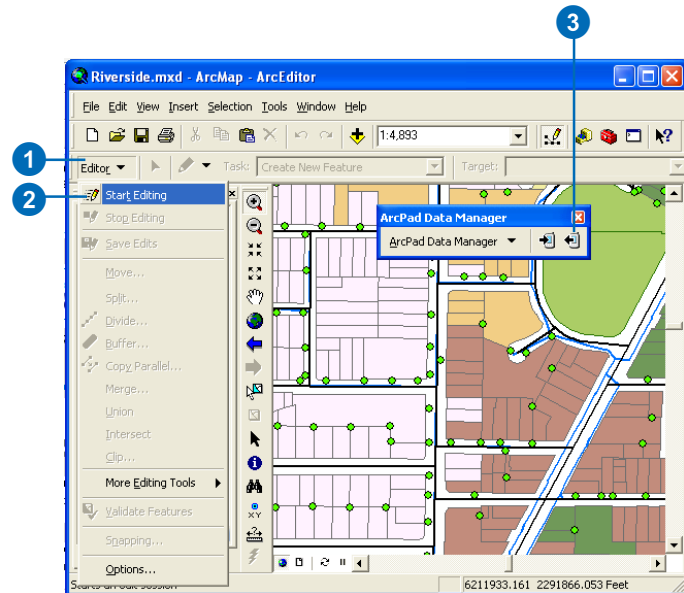 3
Riverside.mxd - ArcMap - ArcEditor
File Edit View Insert Selection Tools Window Help
1:4,893
1
Editor Task: Create New Feature Target:
2
Start Editing
Stop Editing
Save Edits
Move...
Split...
Divide...
Buffer...
Copy Parallel...
Merge...
Union
Intersect
Clip...
More Editing Tools
Validate Features
Snapping...
Options...
ArcPad Data Manager
ArcPad Data Manager
XY
6211933.161 2291866.053 Feet